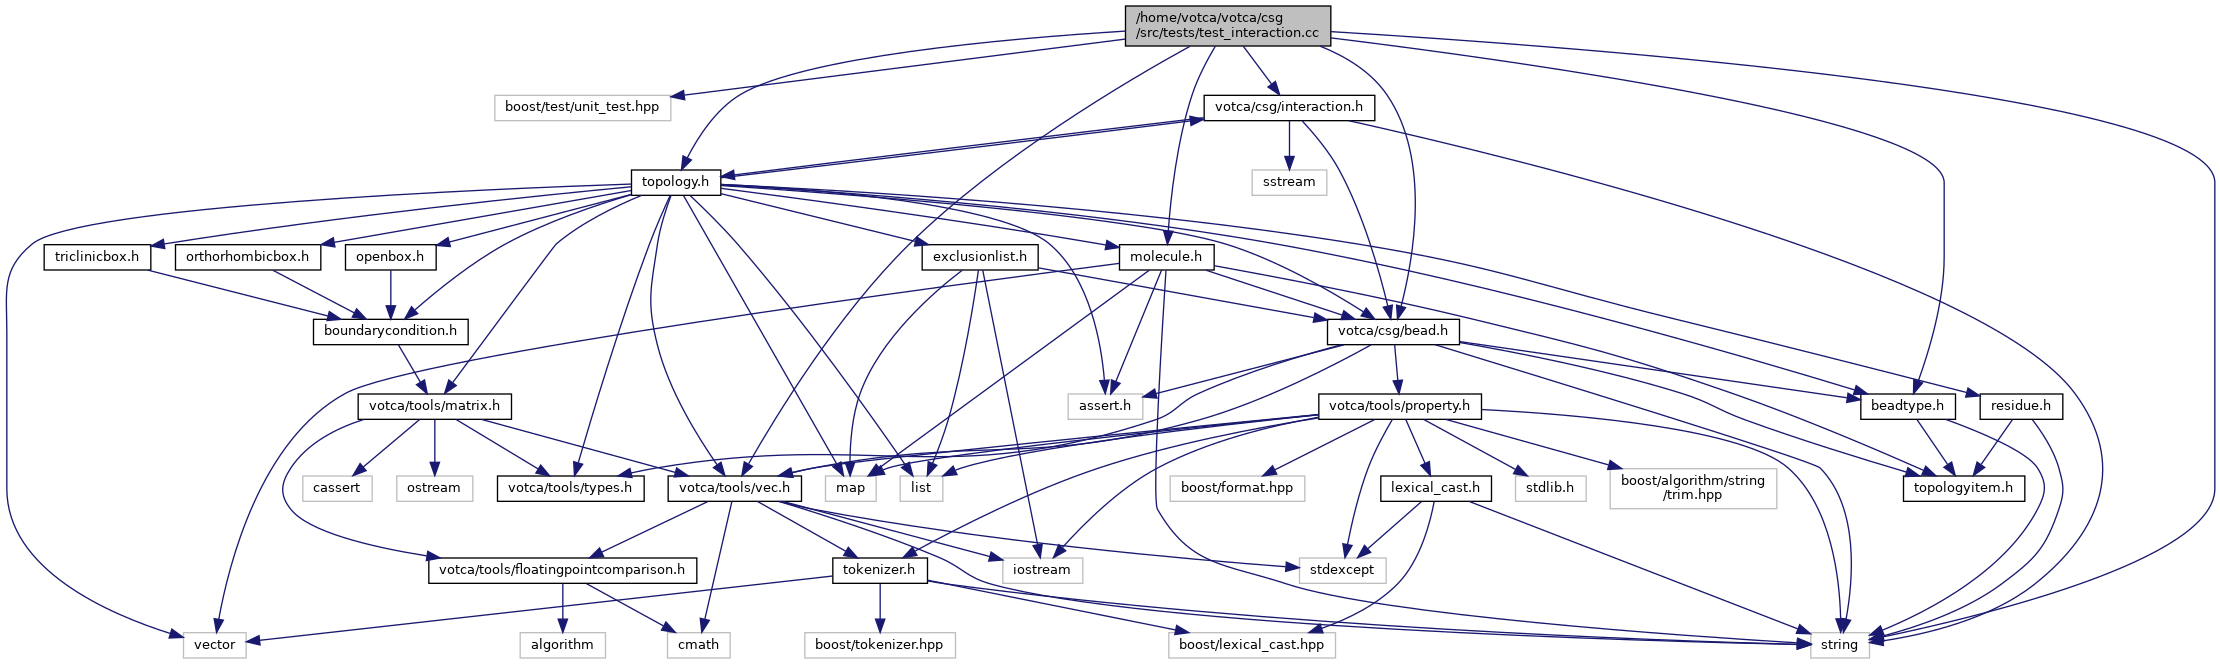 /home/votca/votca/csg
/src/tests/test_interaction.cc
boost/test/unit_test.hpp
votca/csg/interaction.h
topology.h
sstream
triclinicbox.h
orthorhombicbox.h
openbox.h
exclusionlist.h
molecule.h
boundarycondition.h
votca/csg/bead.h
votca/tools/matrix.h
assert.h
votca/tools/property.h
beadtype.h
residue.h
cassert
ostream
votca/tools/types.h
votca/tools/vec.h
map
list
boost/format.hpp
lexical_cast.h
stdlib.h
boost/algorithm/string
/trim.hpp
topologyitem.h
votca/tools/floatingpointcomparison.h
tokenizer.h
iostream
stdexcept
vector
algorithm
cmath
boost/tokenizer.hpp
boost/lexical_cast.hpp
string